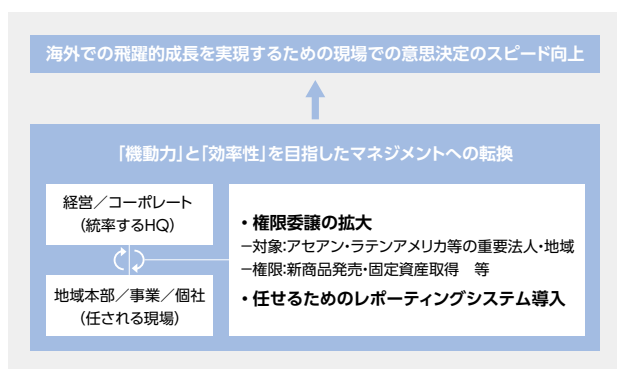 海外での飛躍的成長を実現するための現場での意思決定のスピード向上
「機動力」と「効率性」を目指したマネジメントへの転換
経営／コーポレート
(統率するHQ)
地域本部／事業／個社
(任される現場)
・権限委譲の拡大
−対象:アセアン・ラテンアメリカ等の重要法人・地域
−権限:新商品発売・固定資産取得　等
・任せるためのレポーティングシステム導入